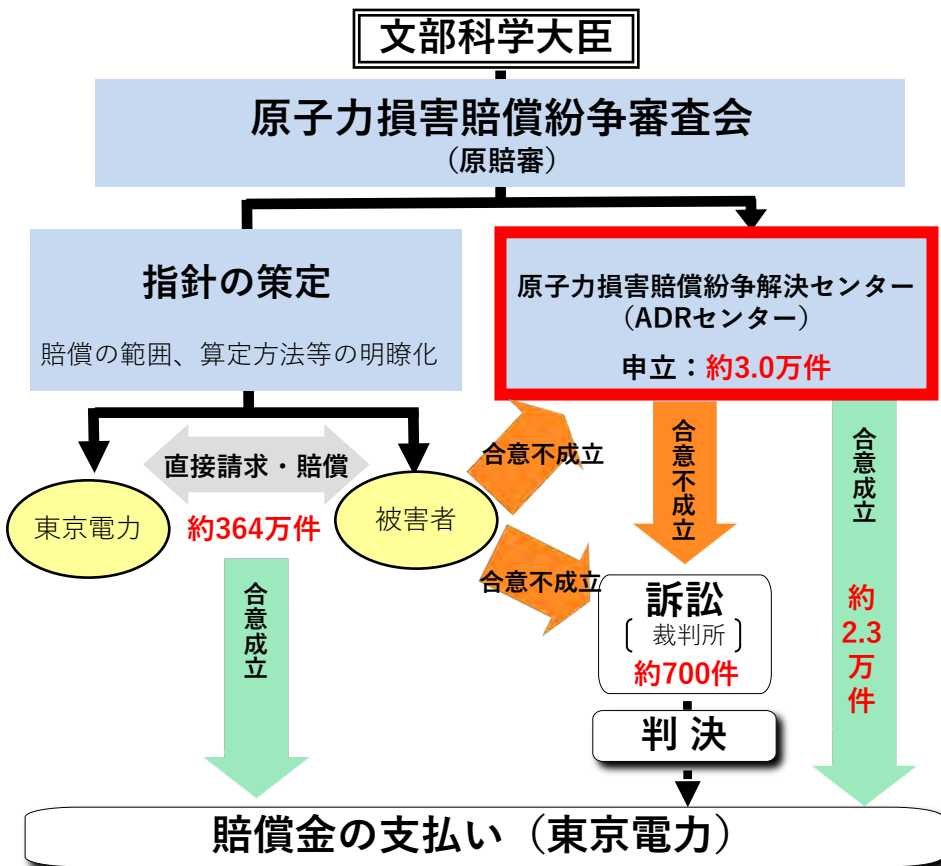 文部科学大臣
原子力損害賠償紛争審査会
（原賠審）
指針の策定
賠償の範囲、算定方法等の明瞭化
原子力損害賠償紛争解決センター
（ADRセンター）
申立：約3.0万件
直接請求・賠償
東京電力
約364万件
被害者
合意不成立
合意不成立
合意不成立
合意成立
合意成立
訴訟
［裁判所］
約700件
約2.3万件
判決
賠償金の支払い（東京電力）